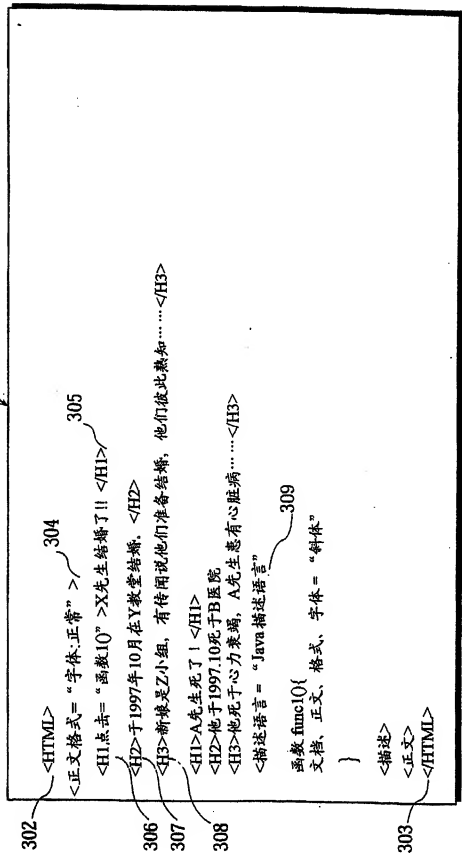 302
<HTML>
304
<正文格式=“字体:正常” >
305
<H1点击=“函数10” >X先生结婚了!! </H1>
306
<H2>于1997年10月在Y教堂结婚。 </H2>
307
<H3>新娘是Z小组, 有传闻说他们准备结婚, 他们彼此熟知……</H3>
308
<H1>A先生死了! </H1>
<H2>他于1997.10死于B医院
<H3>他死于心力衰竭, A先生患有心脏病……</H3>
<描述语言=“Java描述语言”
309
函数 func10{
文档、正文、格式、字体= “斜体”
}
<描述>
<正文>
303
</HTML>